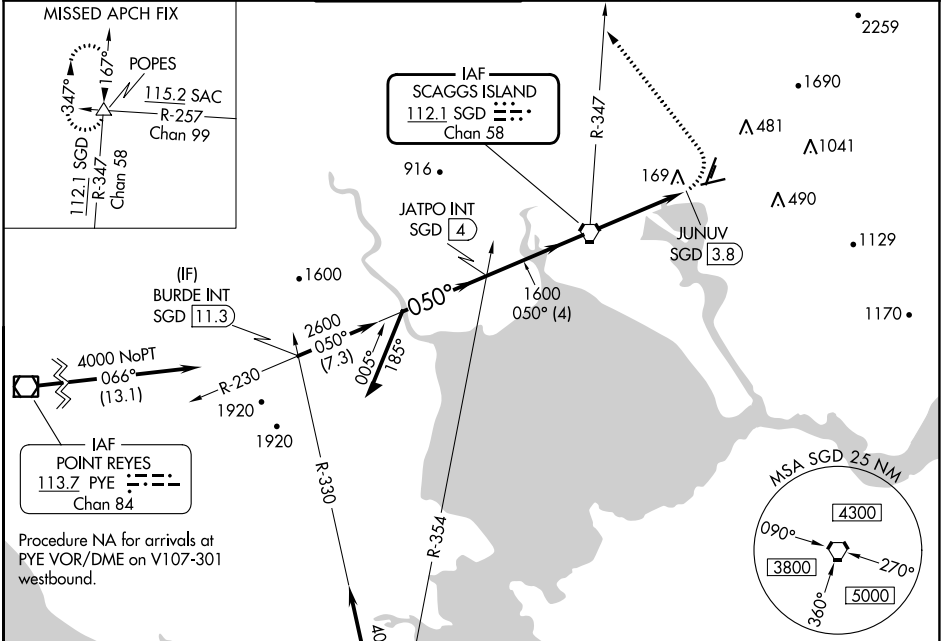 MISSED APCH FIX
POPES
347°
167°
115.2 SAC
R-257
Chan 99
112.1 SGD
R-347
Chan 58
IAF
SCAGGS ISLAND
112.1 SGD
Chan 58
R-347
2259
1690
481
1041
916
169
490
JATPO INT
SGD 4
JUNUV
SGD 3.8
1129
(IF)
BURDE INT
SGD 11.3
1600
050°
1600
050° (4)
1170
2600
050°
(7.3)
4000 NoPT
066°
(13.1)
R-230
005°
185°
1920
1920
IAF
POINT REYES
113.7 PYE
Chan 84
R-330
R-354
MSA SGD 25 NM
4300
090°
3800
270°
5000
360°
Procedure NA for arrivals at
PYE VOR/DME on V107-301
westbound.